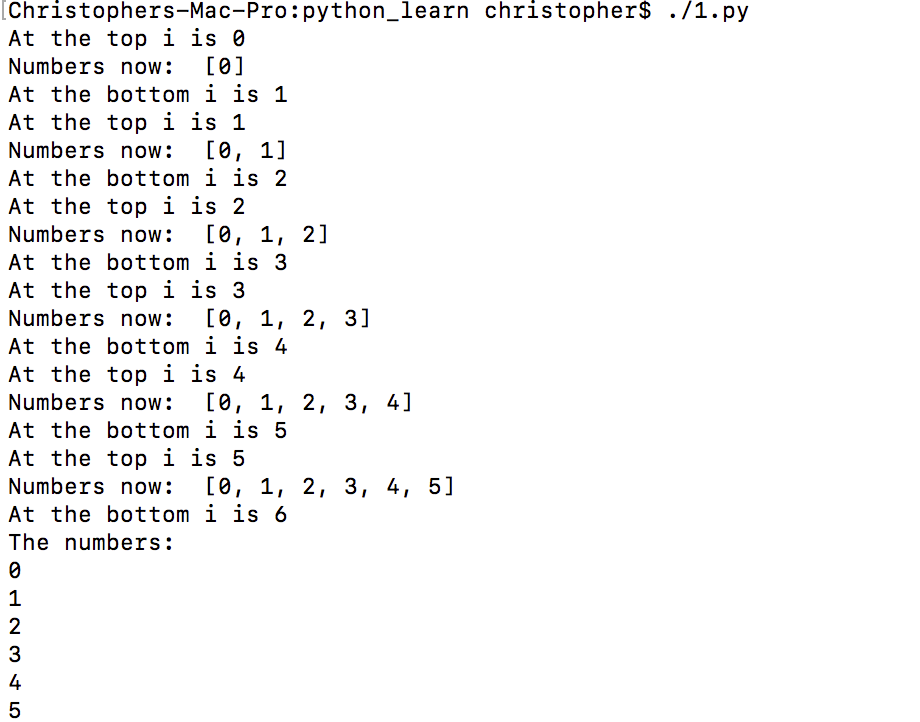 [Christophers-Mac-Pro:python_learn christopher$ ./1.py
At the top i is 0
Numbers now:  [0]
At the bottom i is 1
At the top i is 1
Numbers now:  [0, 1]
At the bottom i is 2
At the top i is 2
Numbers now:  [0, 1, 2]
At the bottom i is 3
At the top i is 3
Numbers now:  [0, 1, 2, 3]
At the bottom i is 4
At the top i is 4
Numbers now:  [0, 1, 2, 3, 4]
At the bottom i is 5
At the top i is 5
Numbers now:  [0, 1, 2, 3, 4, 5]
At the bottom i is 6
The numbers:
0
1
2
3
4
5